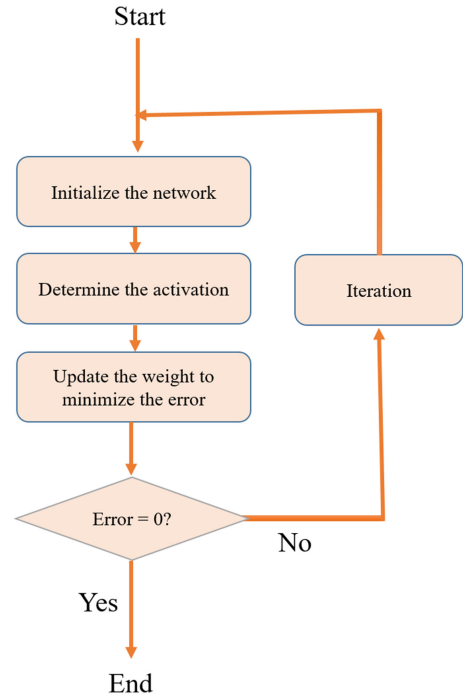 Start
Initialize the network
Determine the activation
Iteration
Update the weight to
minimize the error
Error = 0?
No
Yes
End